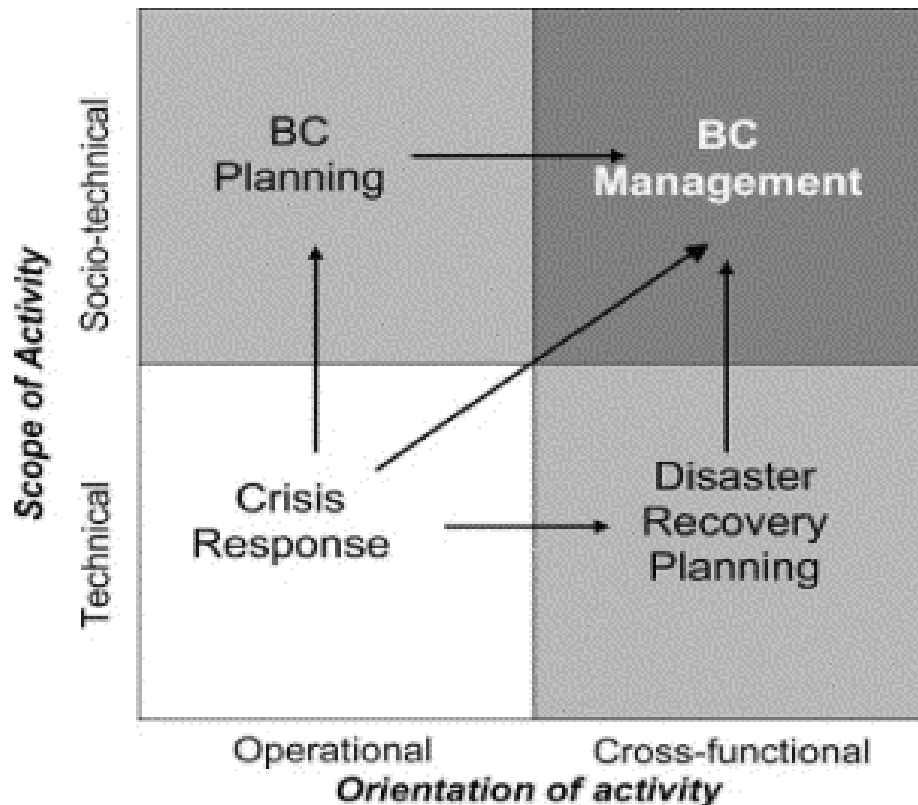 Scope of Activity
Socio-technical
Technical
BC
Planning
BC
Management
Crisis
Response
Disaster
Recovery
Planning
Operational
Cross-functional
Orientation of activity